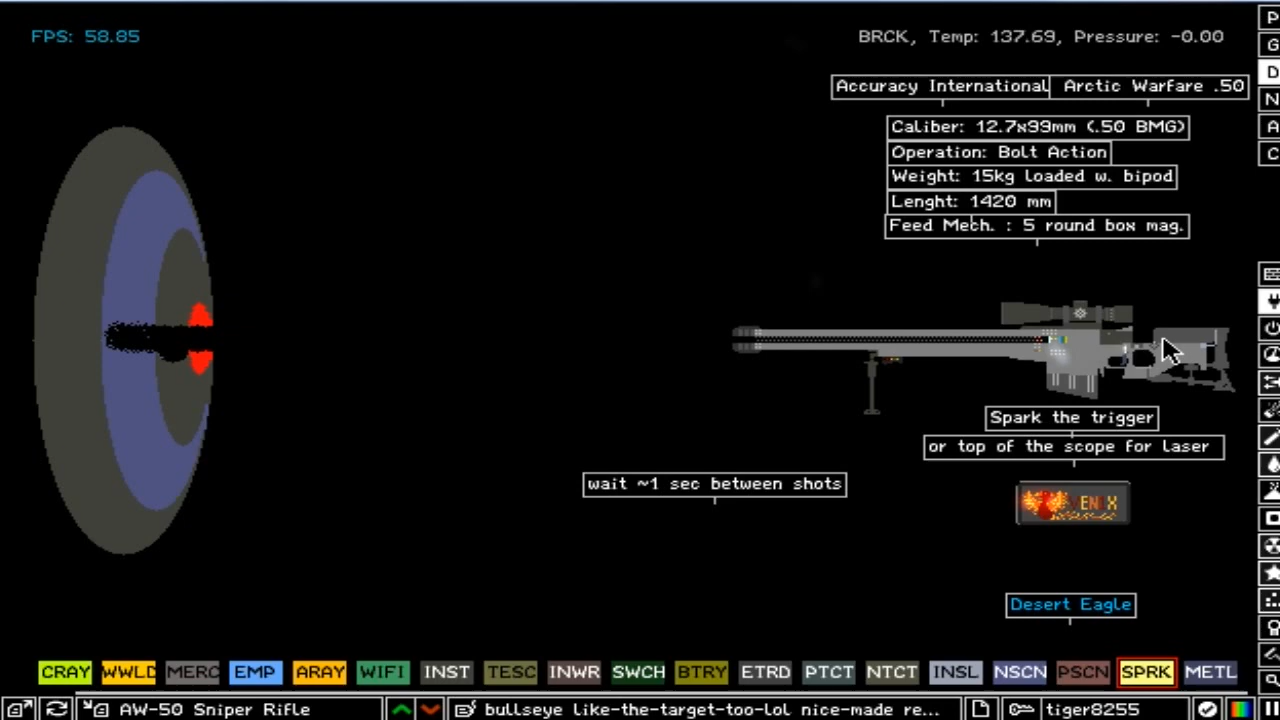 FPS: 58.85
BRCK, Temp: 137.69, Pressure: -0.00
Accuracy International
Arctic Warfare .50
Caliber: 12.7x99mm (.50 BMG)
Operation: Bolt Action
Weight: 15kg loaded w. bipod
Lenght: 1420 mm
Feed Mech. : 5 round box mag.
Spark the trigger
or top of the scope for laser
wait ~1 sec between shots
Desert Eagle
P
G
D
N
A
C
CRAY WWLD MERC EMP ARAY WIFI INST TESC INWR SWCH BTRY ETRD PTCT NTCT INSL NSCN PSCN SPRK METL
AW-50 Sniper Rifle
bullseye like-the-target-too-lol nice-made re...
tiger8255